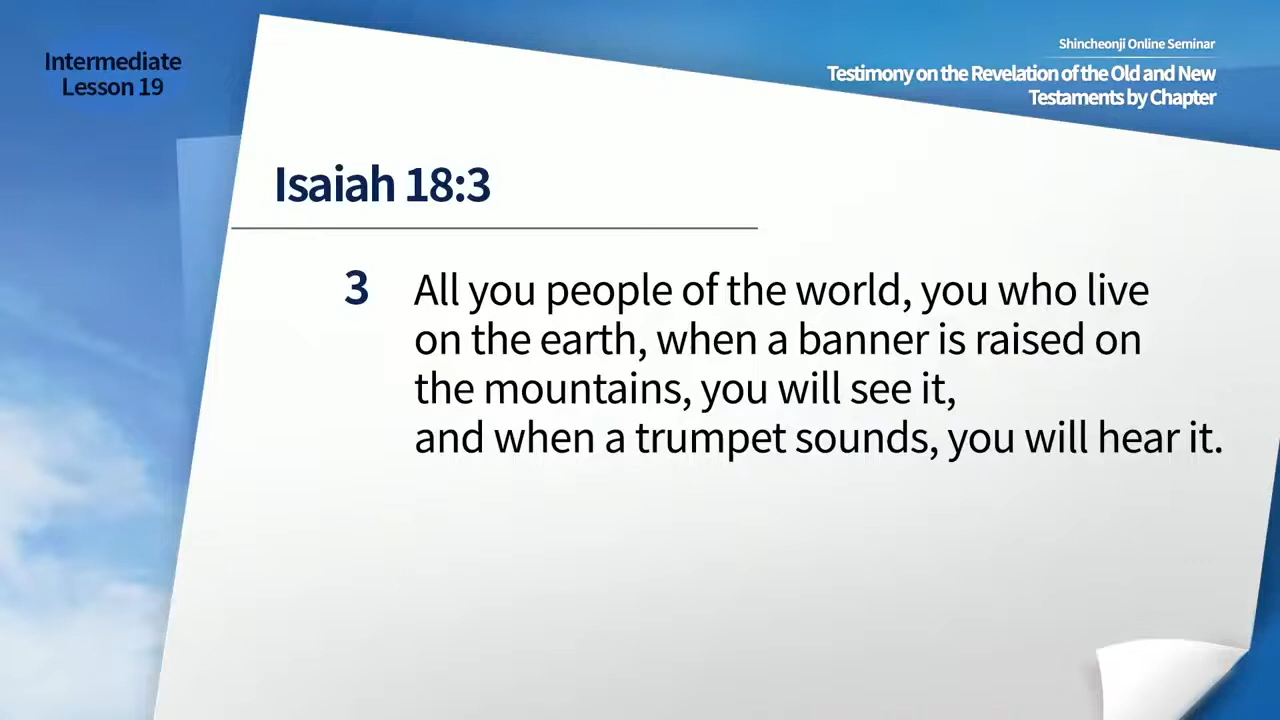 Intermediate
Lesson 19
Shincheonji Online Seminar
Testimony on the Revelation of the Old and New
Testaments by Chapter
Isaiah 18:3
3 All you people of the world, you who live
on the earth, when a banner is raised on
the mountains, you will see it,
and when a trumpet sounds, you will hear it.